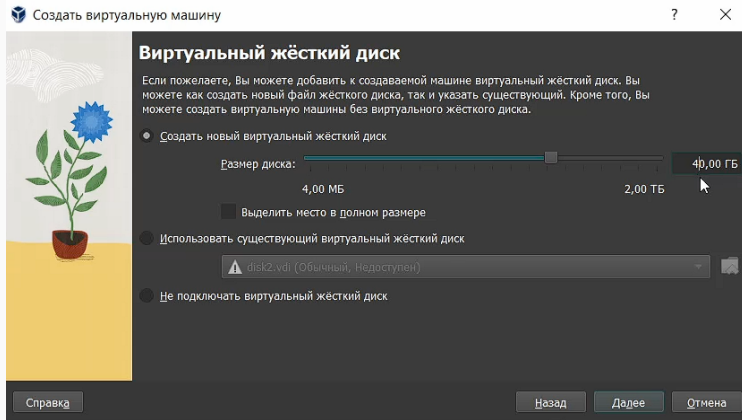 Создать виртуальную машину
?
Виртуальный жёсткий диск
Если пожелаете, Вы можете добавить к создаваемой машине виртуальный жёсткий диск. Вы
можете как создать новый файл жёсткого диска, так и указать существующий. Кроме того, Вы
можете создать виртуальную машины без виртуального жёсткого диска.
Создать новый виртуальный жёсткий диск
Размер диска:
40,00 ГБ
4,00 МБ
2,00 ТБ
Выделить место в полном размере
Использовать существующий виртуальный жёсткий диск
disk2.vdi (Обычный, Недоступен)
Не подключать виртуальный жёсткий диск
Справка
Назад
Далее
Отмена